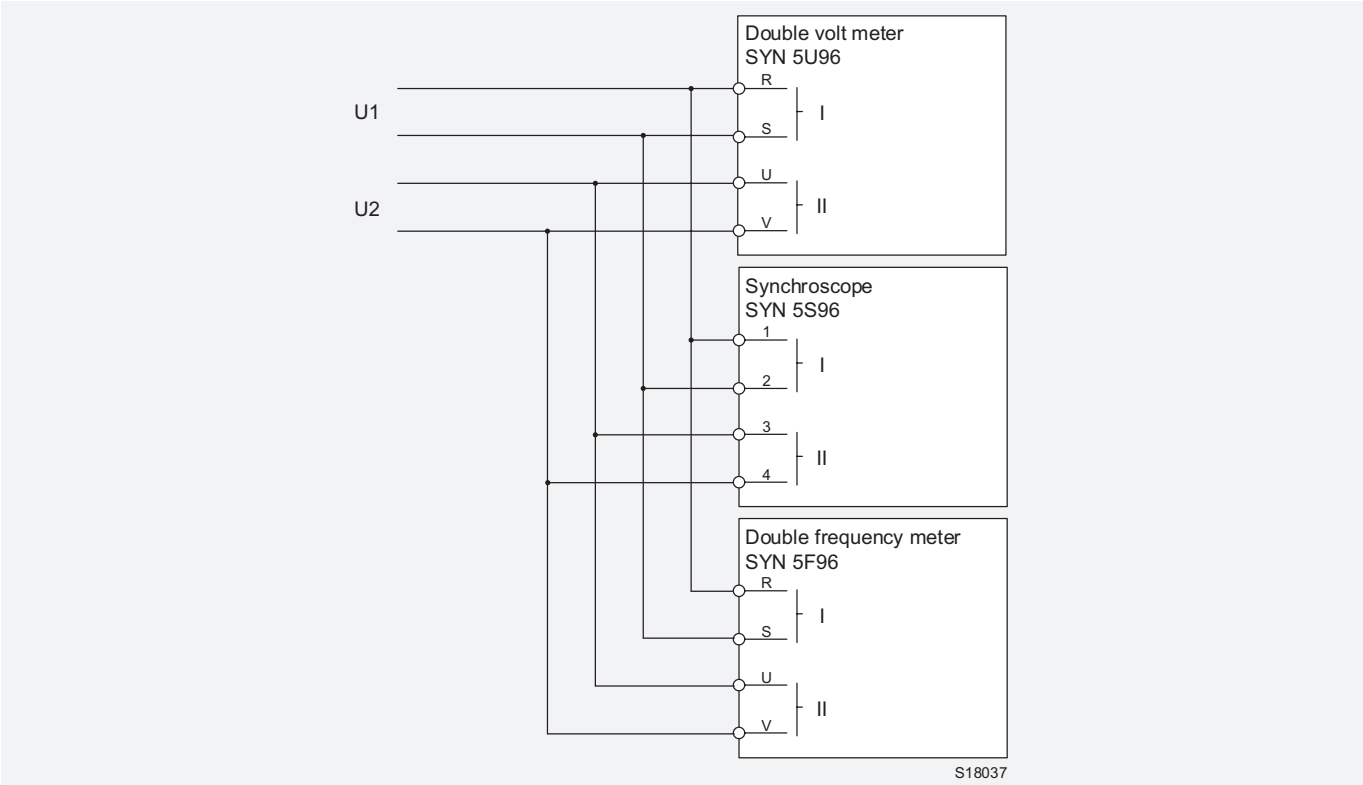 Double volt meter
SYN 5U96
R
U1
I
S
U
U2
II
V
Synchroscope
SYN 5S96
1
I
2
3
II
4
Double frequency meter
SYN 5F96
R
I
S
U
II
V
S18037